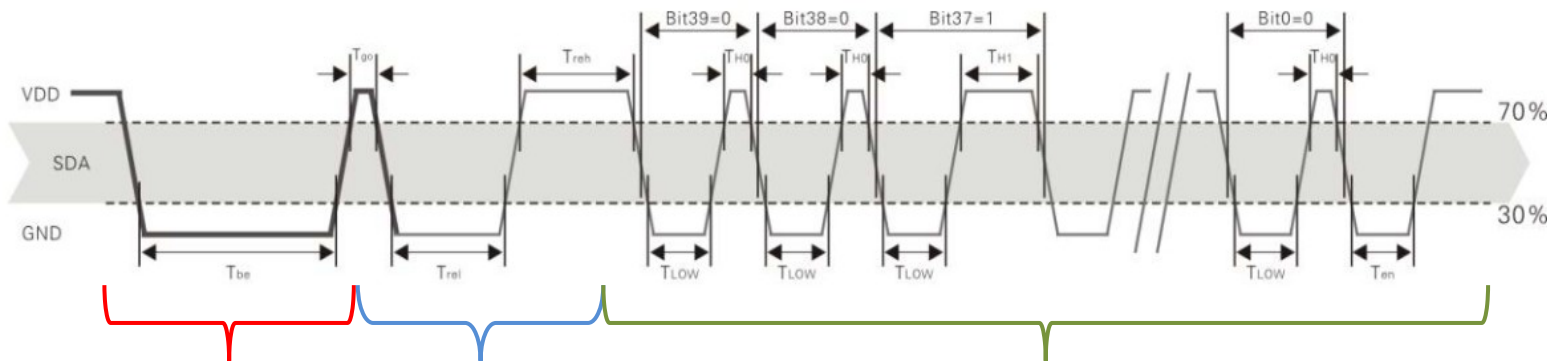 Bit39=0 Bit38=0 Bit37=1 Bit0=0
Tgo Treh TH0 TH0 TH1 TH0
VDD
70%
SDA
30%
GND
Tbe Trel TLOW TLOW TLOW TLOW Ten